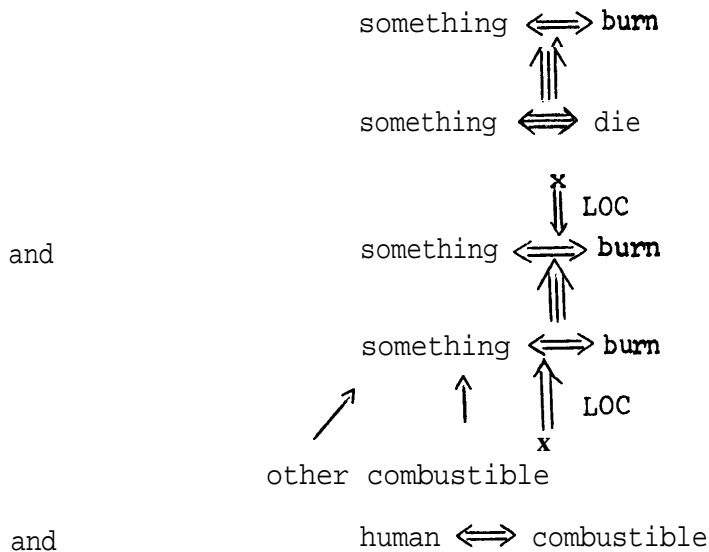 something burn
something die
x
LOC
and something burn
something burn
LOC
x
other combustible
and human combustible